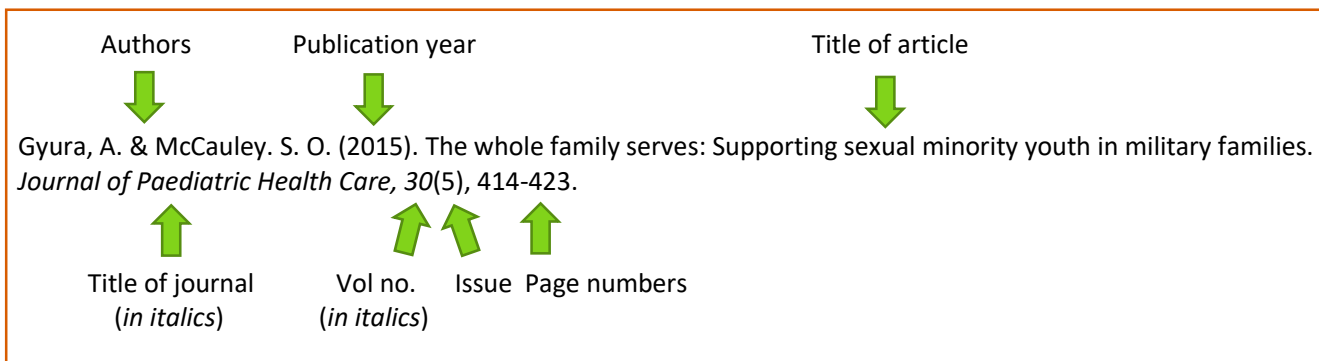 Authors Publication year Title of article
Gyura, A. & McCauley. S. O. (2015). The whole family serves: Supporting sexual minority youth in military families.
Journal of Paediatric Health Care, 30(5), 414-423.
Title of journal Vol no. Issue Page numbers
(in italics) (in italics)